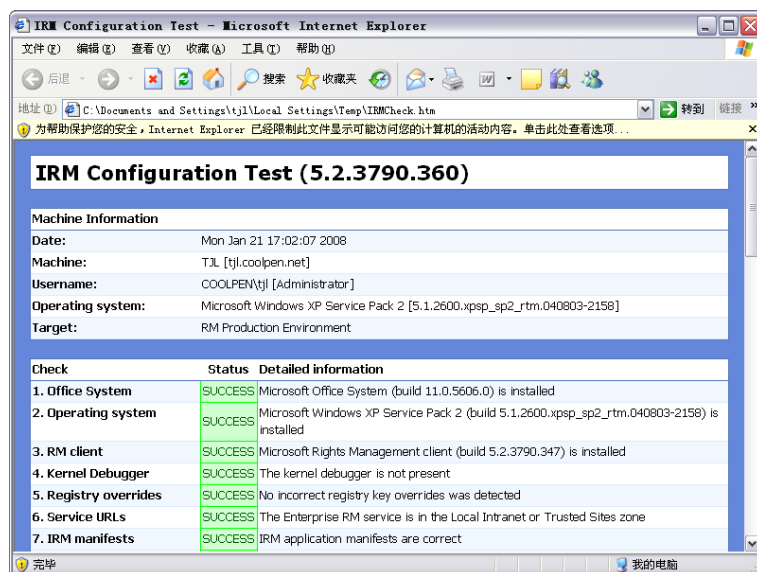 IRM Configuration Test - Microsoft Internet Explorer
文件(F) 编辑(E) 查看(V) 收藏(A) 工具(T) 帮助(H)
后退 搜索 收藏夹
地址(D) C:\Documents and Settings\tjl\Local Settings\Temp\IRMCheck.htm 转到 链接 »
为帮助保护您的安全，Internet Explorer 已经限制此文件显示可能访问您的计算机的活动内容。单击此处查看选项...
IRM Configuration Test (5.2.3790.360)
Machine Information
Date: Mon Jan 21 17:02:07 2008
Machine: TJL [tjl.coolpen.net]
Username: COOLPEN\tjl [Administrator]
Operating system: Microsoft Windows XP Service Pack 2 [5.1.2600.xpsp_sp2_rtm.040803-2158]
Target: RM Production Environment
Check Status Detailed information
1. Office System SUCCESS Microsoft Office System (build 11.0.5606.0) is installed
2. Operating system SUCCESS Microsoft Windows XP Service Pack 2 (build 5.1.2600.xpsp_sp2_rtm.040803-2158) is
installed
3. RM client SUCCESS Microsoft Rights Management client (build 5.2.3790.347) is installed
4. Kernel Debugger SUCCESS The kernel debugger is not present
5. Registry overrides SUCCESS No incorrect registry key overrides was detected
6. Service URLs SUCCESS The Enterprise RM service is in the Local Intranet or Trusted Sites zone
7. IRM manifests SUCCESS IRM application manifests are correct
完毕 我的电脑